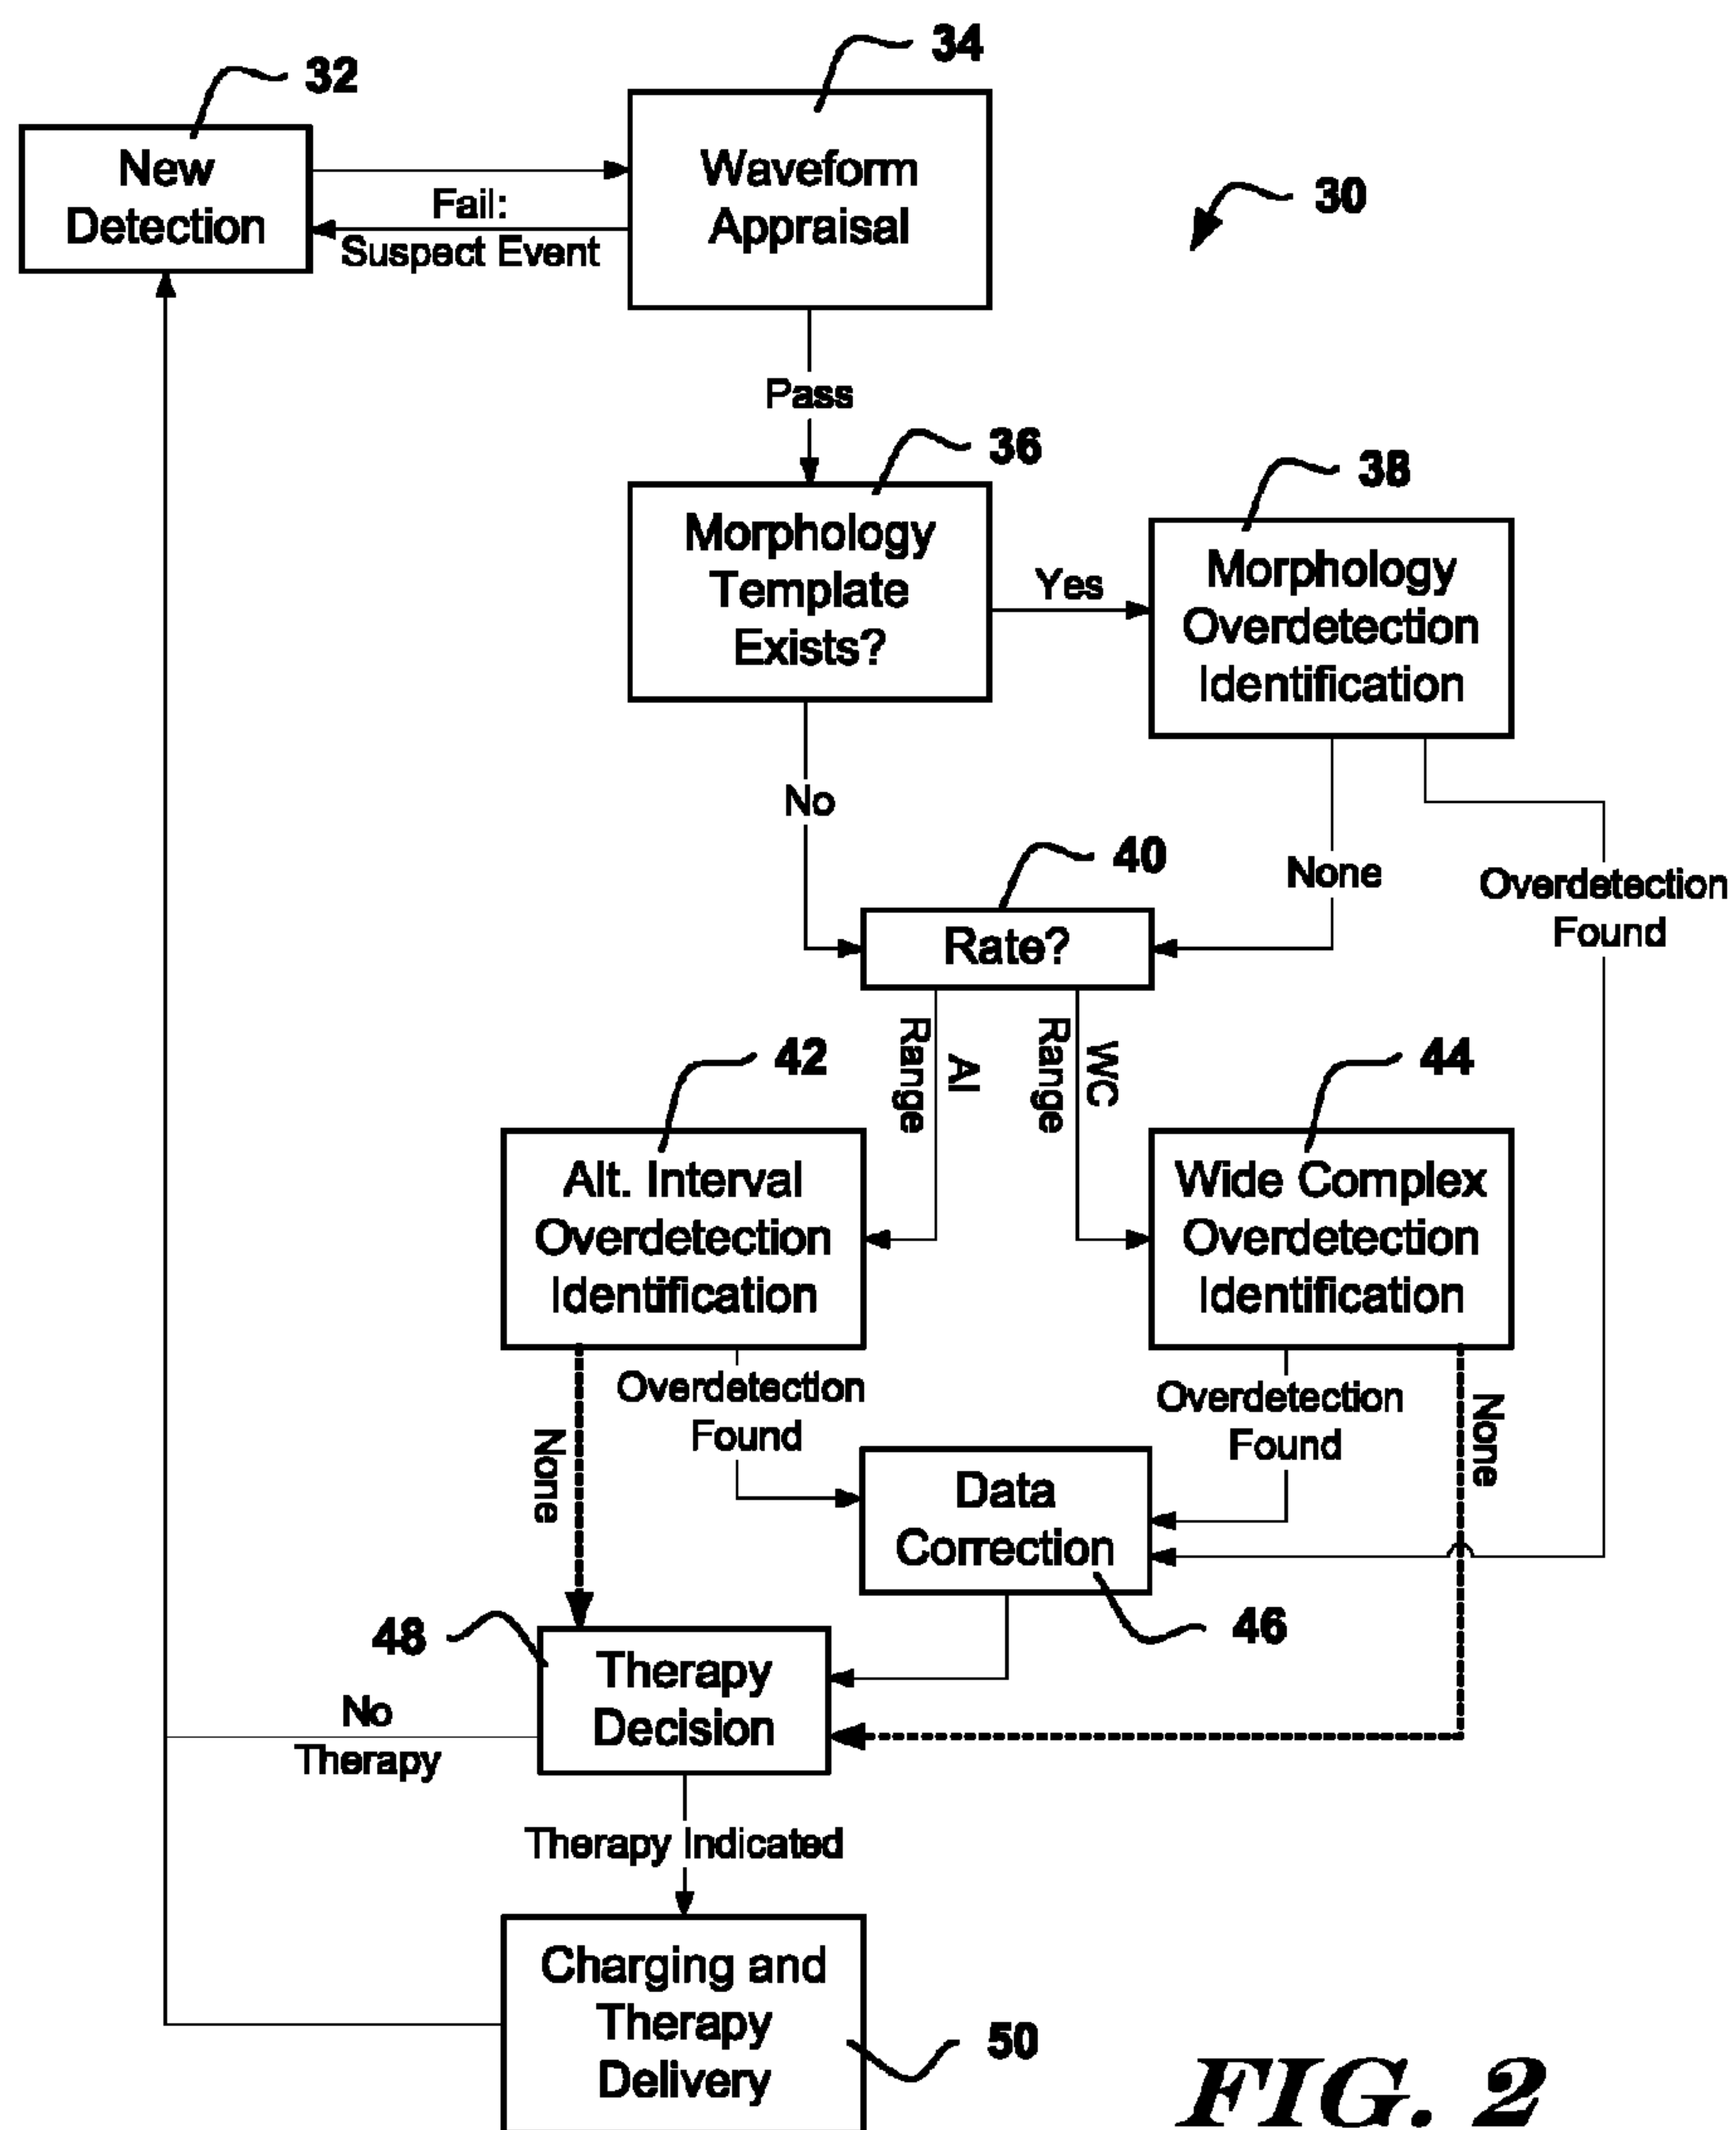 34
32
New
Detection
Waveform
Appraisal
Fail:
Suspect Event
30
Pass
36
38
Morphology
Template
Exists?
Yes
Morphology
Overdetection
Identification
No
None
Overdetection
Found
40
Rate?
AI
Range
WC
Range
42
44
Alt. Interval
Overdetection
Identification
Wide Complex
Overdetection
Identification
None
Overdetection
Found
Overdetection
Found
None
Data
Correction
46
48
Therapy
Decision
No
Therapy
Therapy Indicated
Charging and
Therapy
Delivery
50
FIG. 2